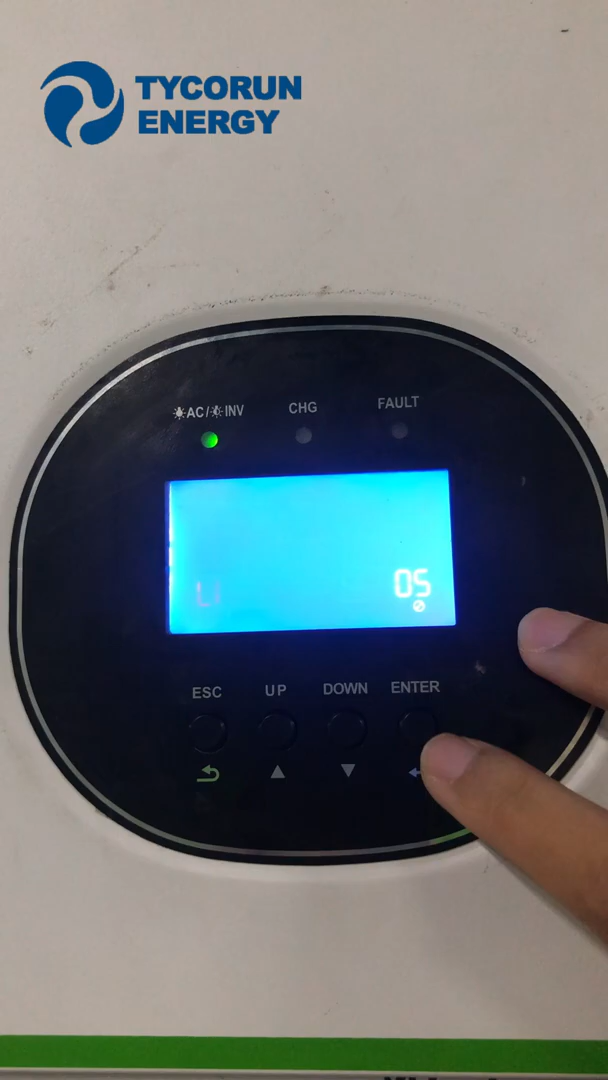 TYCORUN
ENERGY
AC/ INV CHG FAULT
LI 05
ESC UP DOWN ENTER